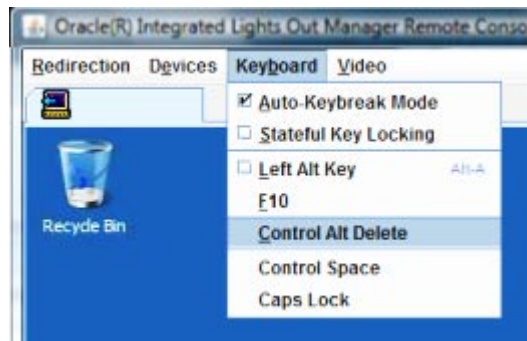 Oracle(R) Integrated Lights Out Manager Remote Conso
Redirection Devices Keyboard Video
Auto-Keybreak Mode
Stateful Key Locking
Left Alt Key Alt-A
F10
Control Alt Delete
Control Space
Caps Lock
Recycle Bin